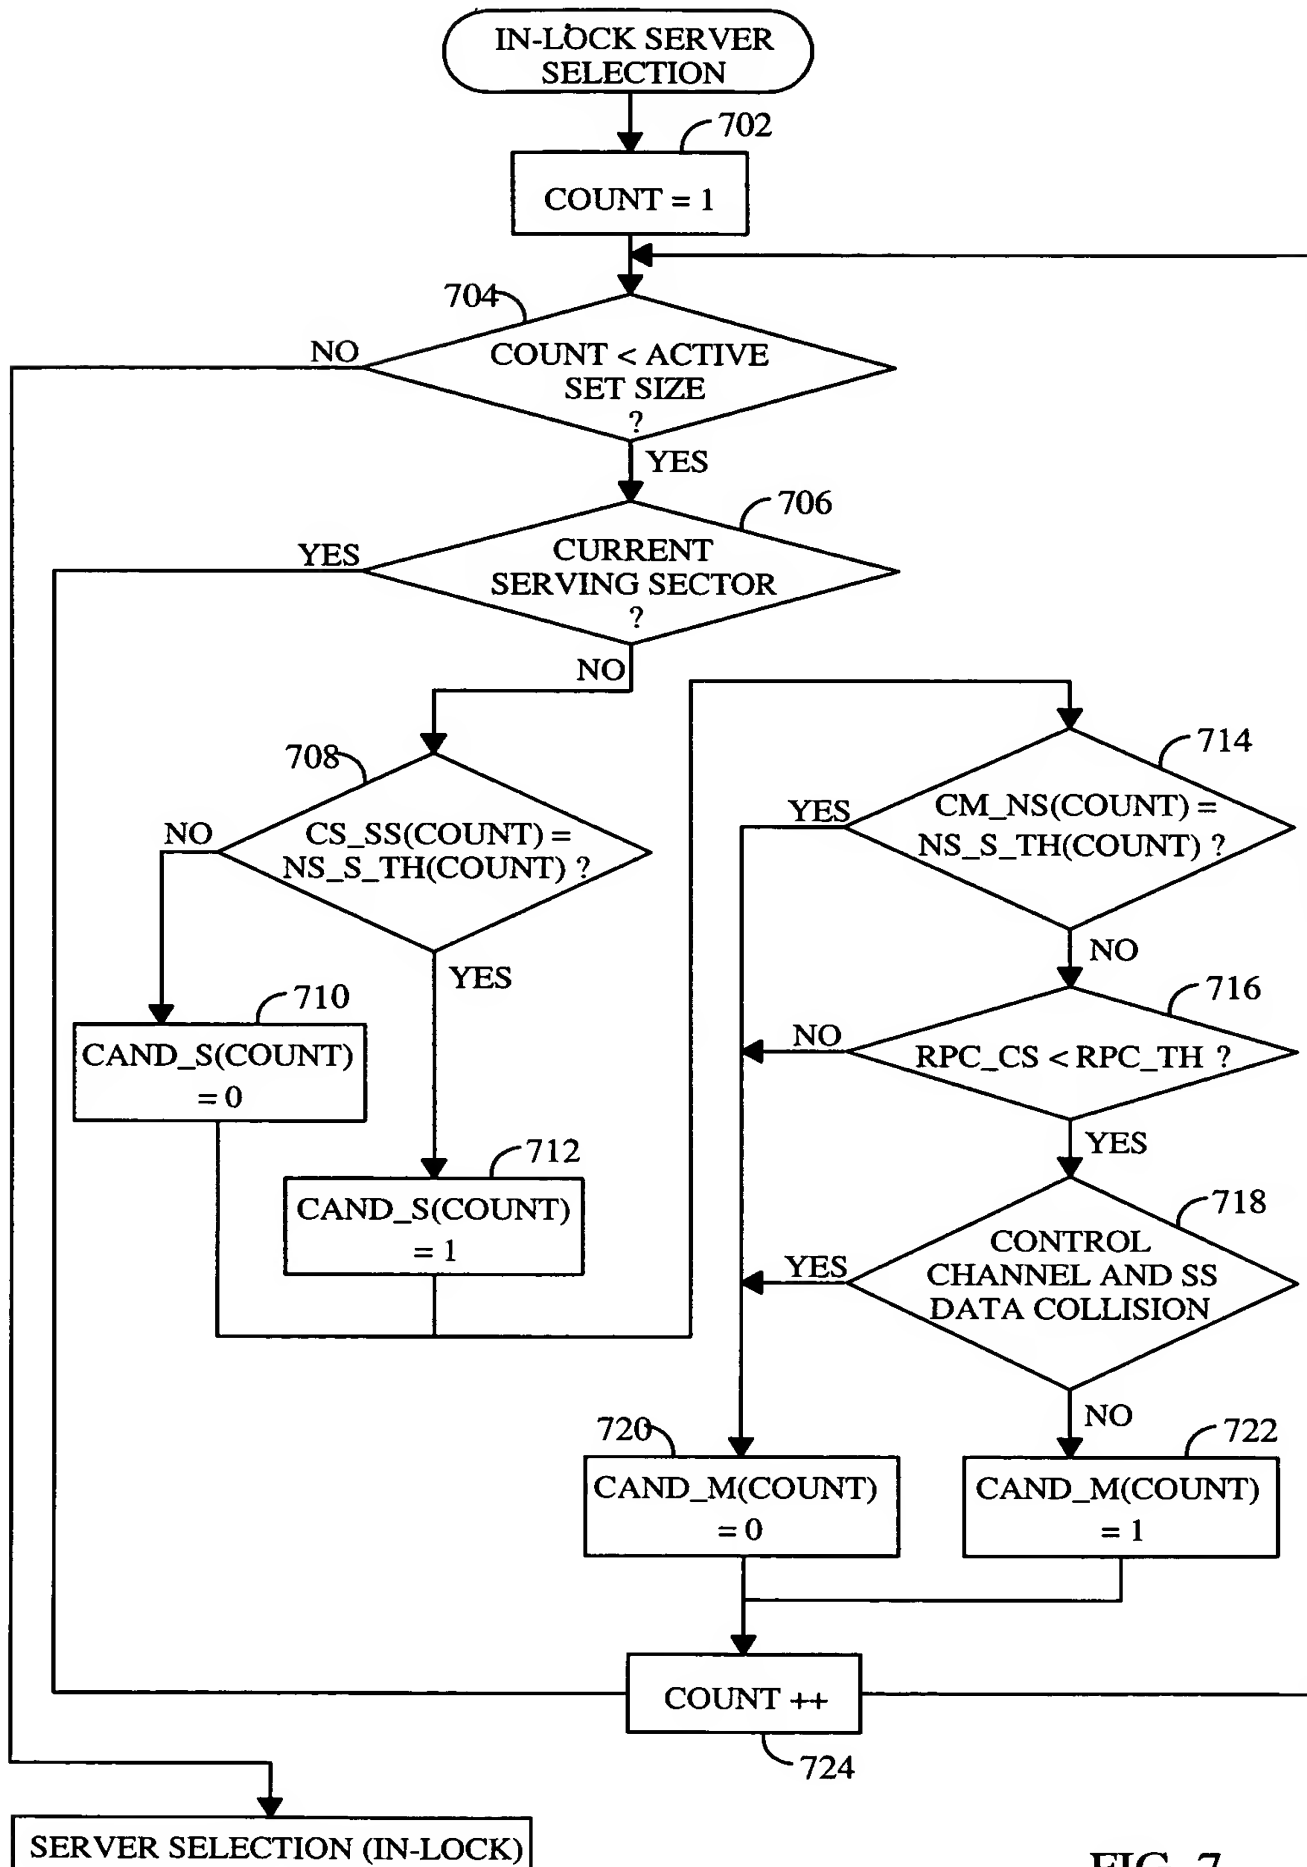 IN-LOCK SERVER
SELECTION
702
COUNT = 1
704
NO
COUNT < ACTIVE
SET SIZE
?
YES
706
YES
CURRENT
SERVING SECTOR
?
NO
708
NO
CS_SS(COUNT) =
NS_S_TH(COUNT) ?
YES
710
CAND_S(COUNT)
= 0
712
CAND_S(COUNT)
= 1
714
YES
CM_NS(COUNT) =
NS_S_TH(COUNT) ?
NO
716
NO
RPC_CS < RPC_TH ?
YES
718
YES
CONTROL
CHANNEL AND SS
DATA COLLISION
NO
720
CAND_M(COUNT)
= 0
722
CAND_M(COUNT)
= 1
COUNT ++
724
SERVER SELECTION (IN-LOCK)
FIG. 7